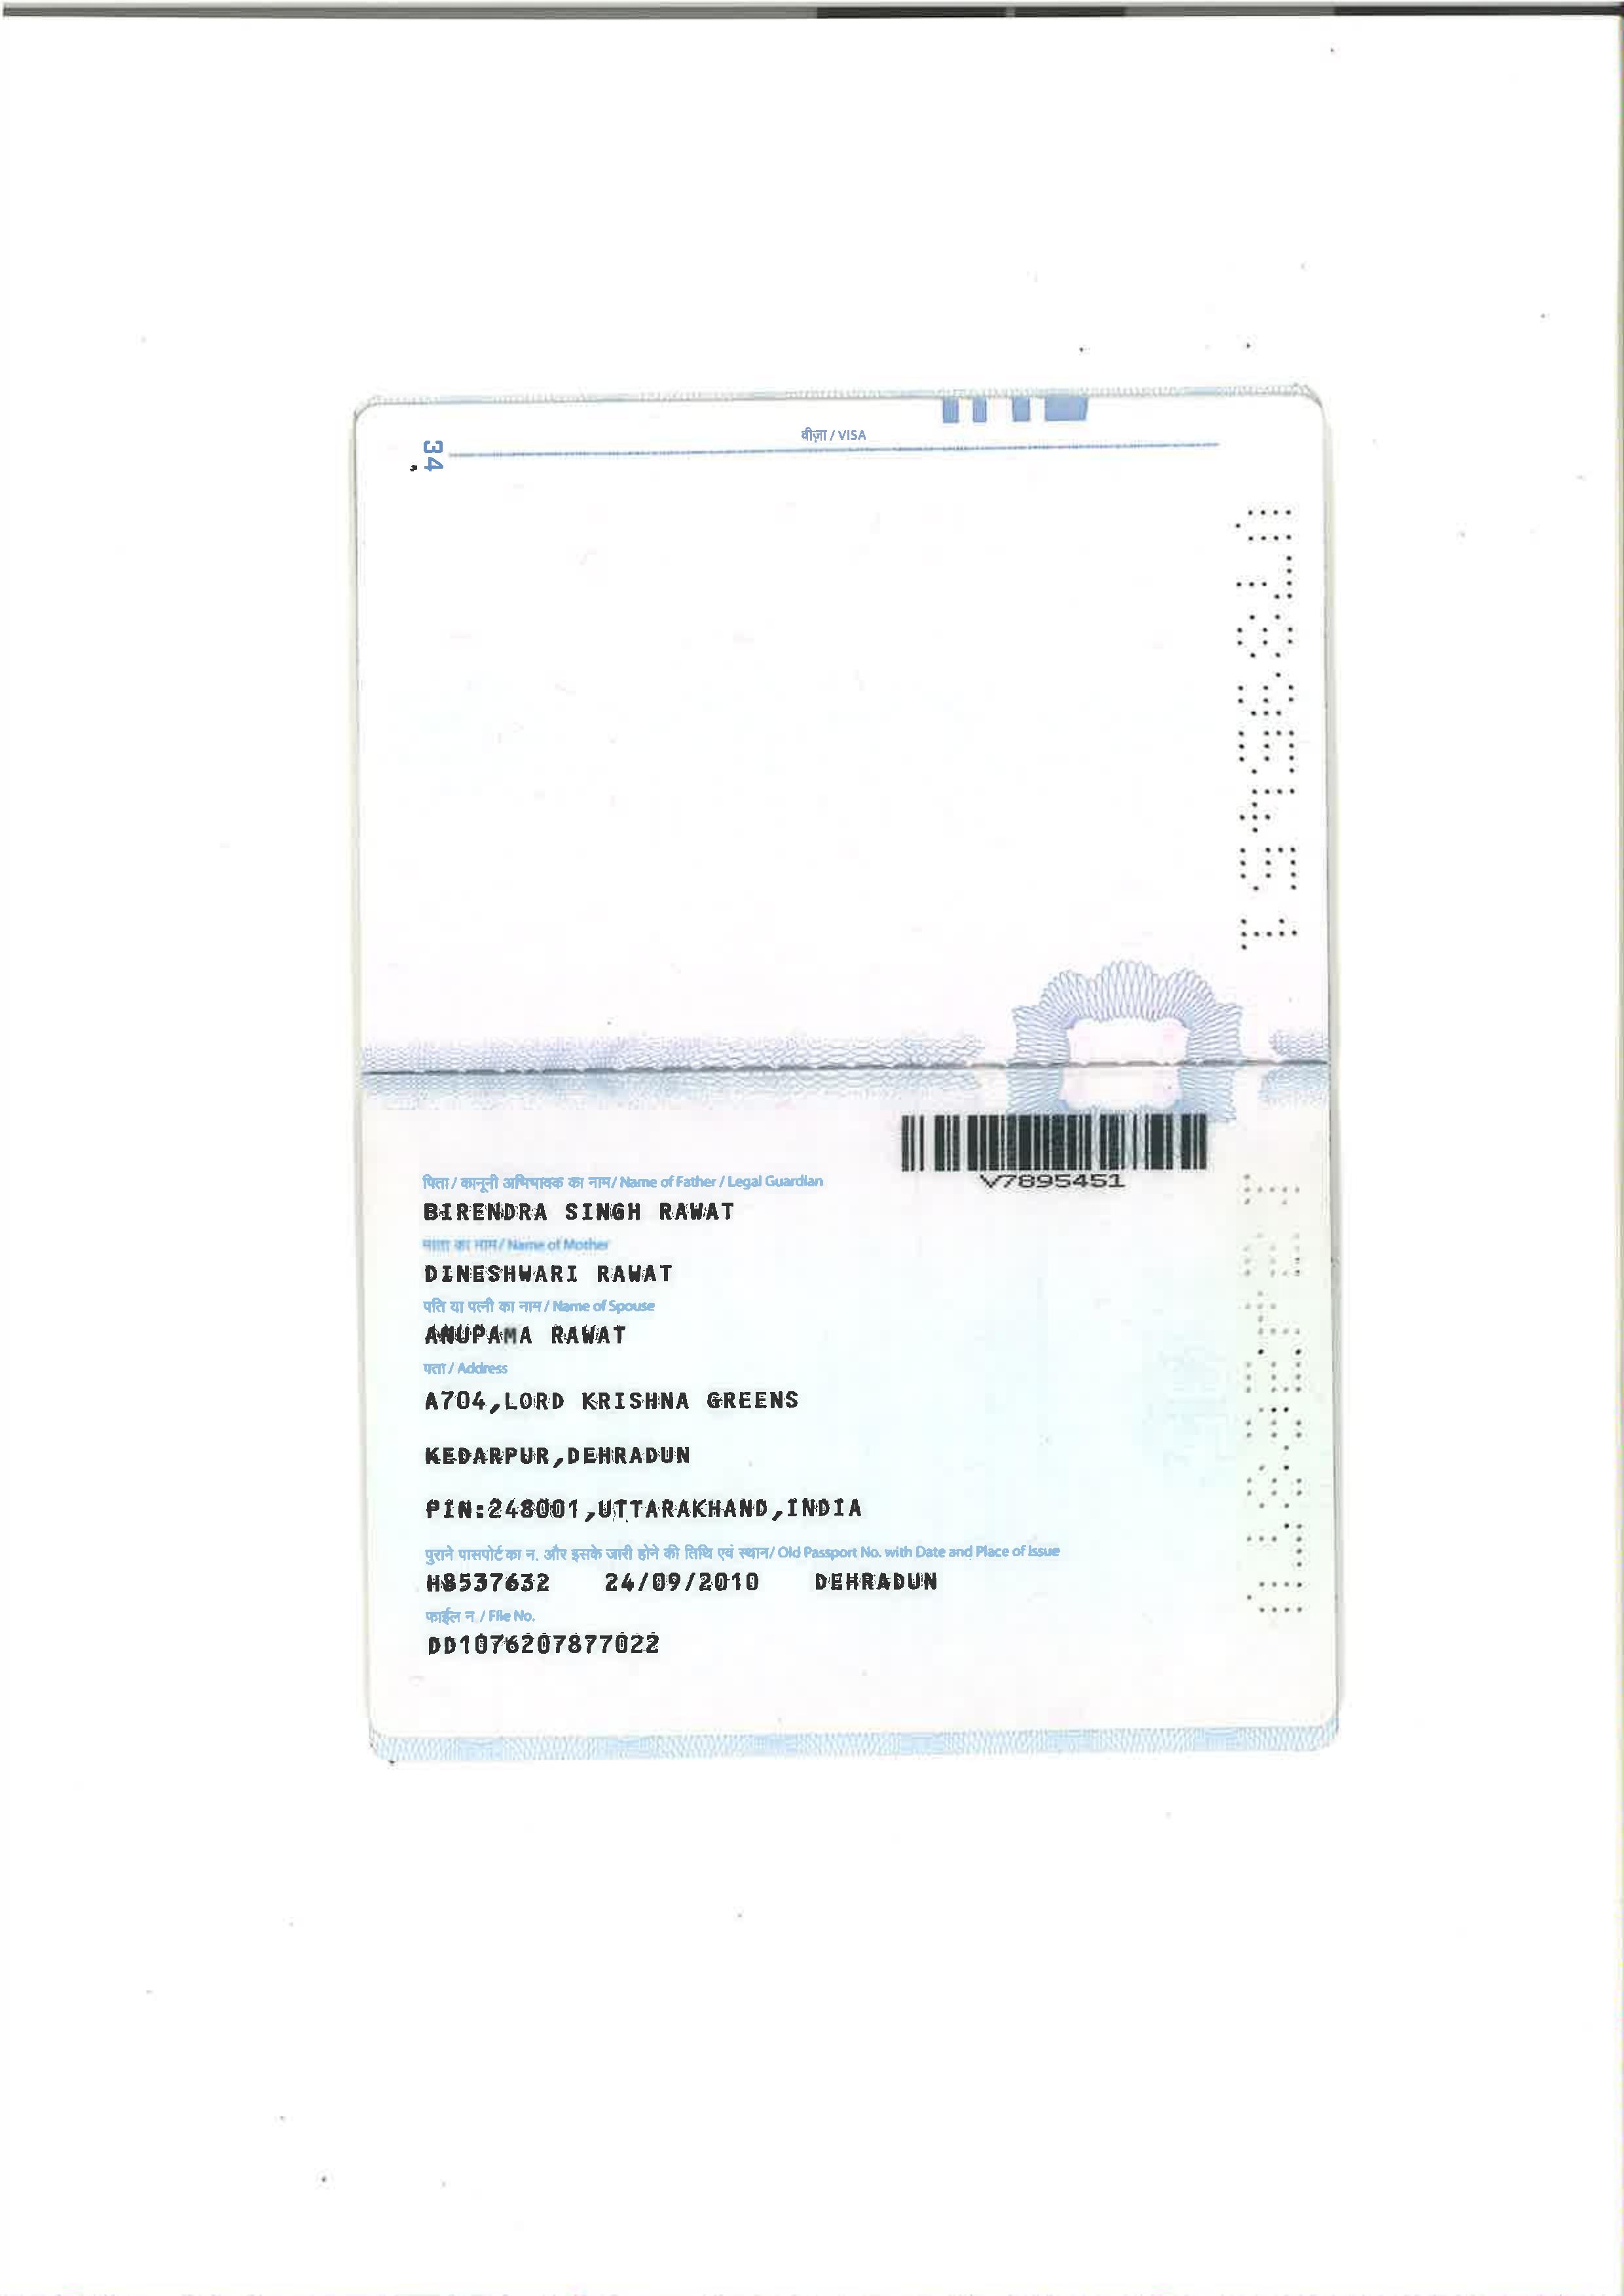 34
वीज़ा / VISA
V7895451
V7895451
पिता / कानूनी अभिभावक का नाम / Name of Father / Legal Guardian
BIRENDRA SINGH RAWAT
माता का नाम / Name of Mother
DINESHWARI RAWAT
पति या पत्नी का नाम / Name of Spouse
ANUPAMA RAWAT
पता / Address
A704,LORD KRISHNA GREENS
KEDARPUR,DEHRADUN
PIN:248001,UTTARAKHAND,INDIA
पुराने पासपोर्ट का न. और इसके जारी होने की तिथि एवं स्थान / Old Passport No. with Date and Place of Issue
H8537632 24/09/2010 DEHRADUN
फाईल न. / File No.
DD1076207877022